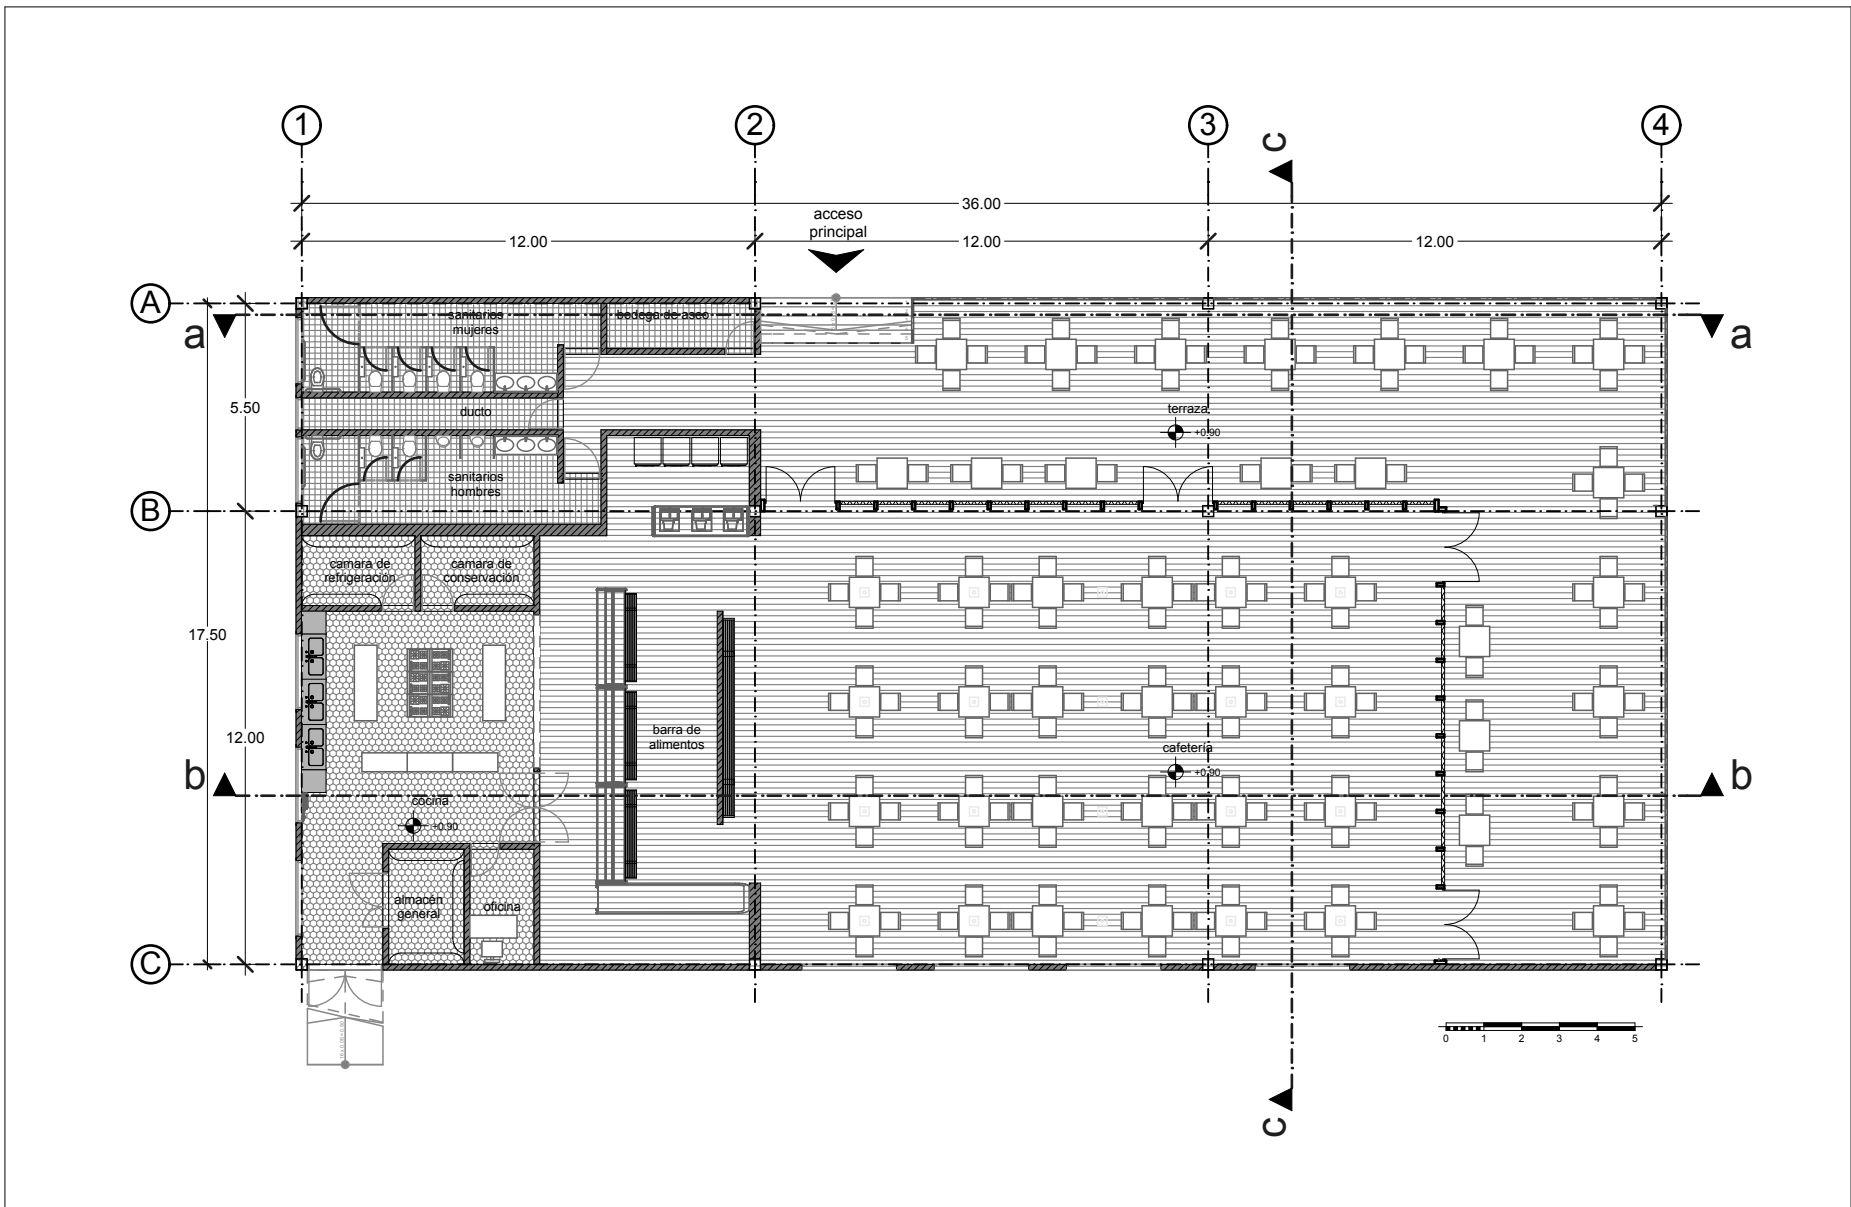 1
2
3
4
c
36.00
acceso
principal
12.00
12.00
12.00
A
a
a
sanitarios
mujeres
bodega de aseo
5.50
ducto
terraza
+0.90
sanitarios
hombres
B
camara de
refrigeración
camara de
conservación
17.50
12.00
barra de
alimentos
cafetería
+0.90
b
b
cocina
+0.90
almacén
general
oficina
C
0 1 2 3 4 5
c